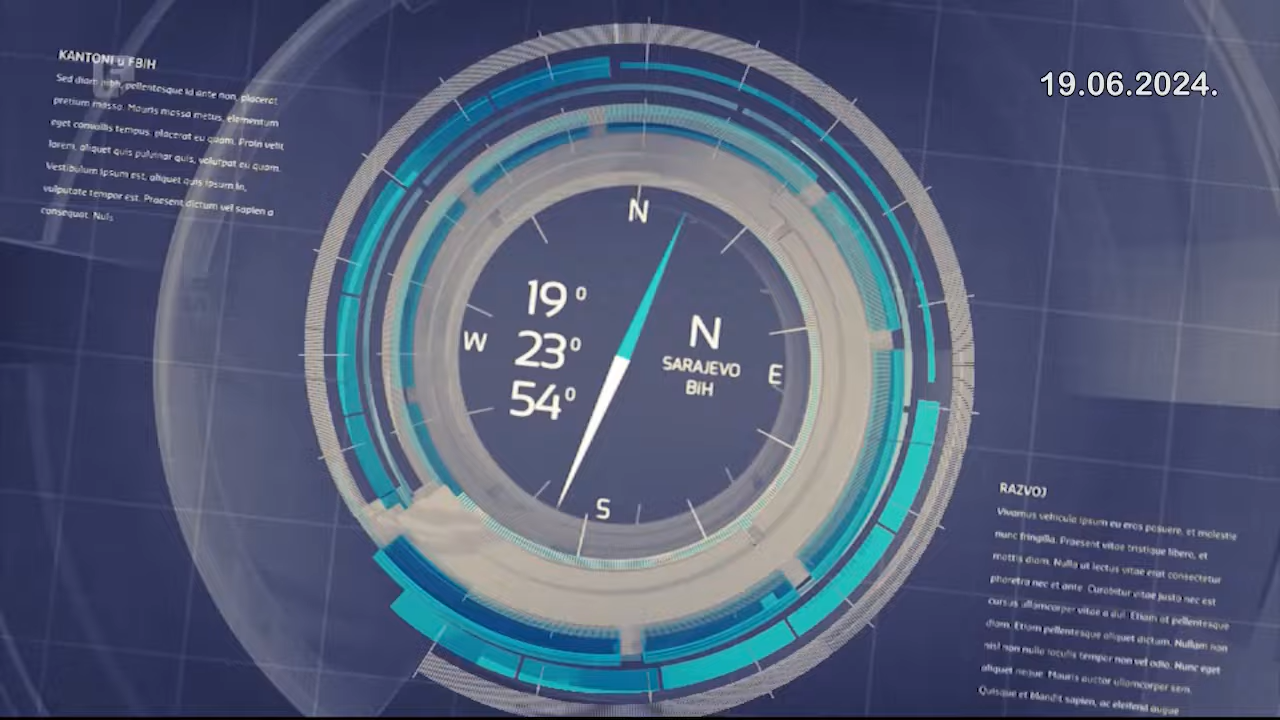 KANTONI u FBIH
Sed diam nibh, pellentesque id ante non, placerat
pretium massa. Mauris massa metus, elementum
eget convallis tempus, placerat eu quam. Proin velit
lorem, aliquet quis pulvinar quis, volutpat eu quam.
Vestibulum ipsum est, aliquet quis ipsum in,
vulputate tempor est. Praesent dictum vel sapien a
consequat. Nulla
19.06.2024.
N
19°
23°
54°
W
N
SARAJEVO
BiH
E
S
RAZVOJ
Vivamus vehicula ipsum eu eros posuere, et molestie
nunc fringilla. Praesent vitae tristique libero, et
mattis diam. Nulla ut lectus vitae erat consectetur
pharetra nec et ante. Curabitur vitae justo nec est
cursus ullamcorper vitae a dui. Etiam at pellentesque
diam. Etiam pellentesque aliquet dictum. Nullam non
nisl non nulla iaculis tempor non vel odio. Nunc eget
aliquet neque. Mauris auctor ullamcorper sem.
Quisque et blandit sapien, ac eleifend augue